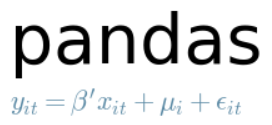 pandas
y_{it} = β'x_{it} + μ_i + ϵ_{it}